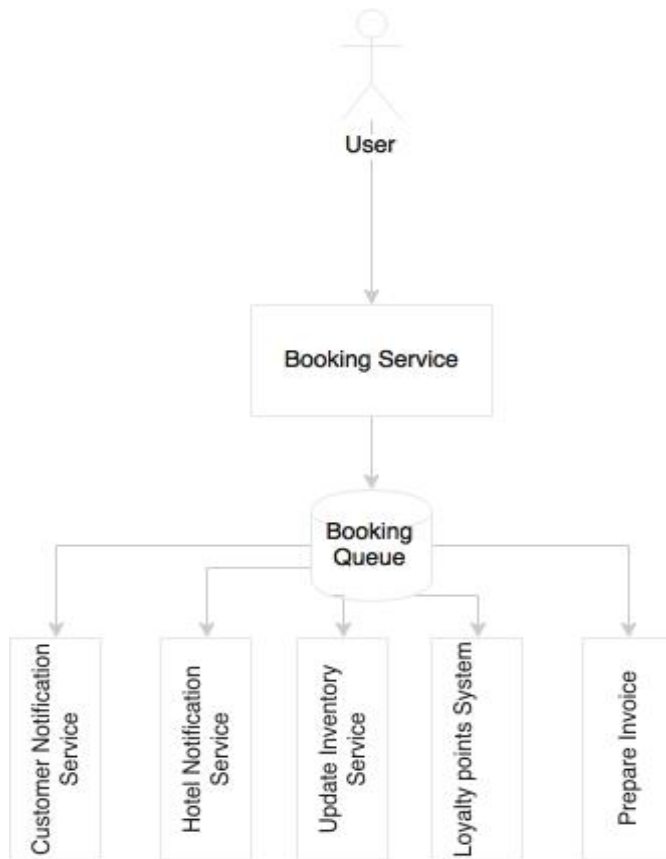 User
Booking Service
Booking
Queue
Customer Notification
Service
Hotel Notification
Service
Update Inventory
Service
Loyalty points System
Prepare Invoice